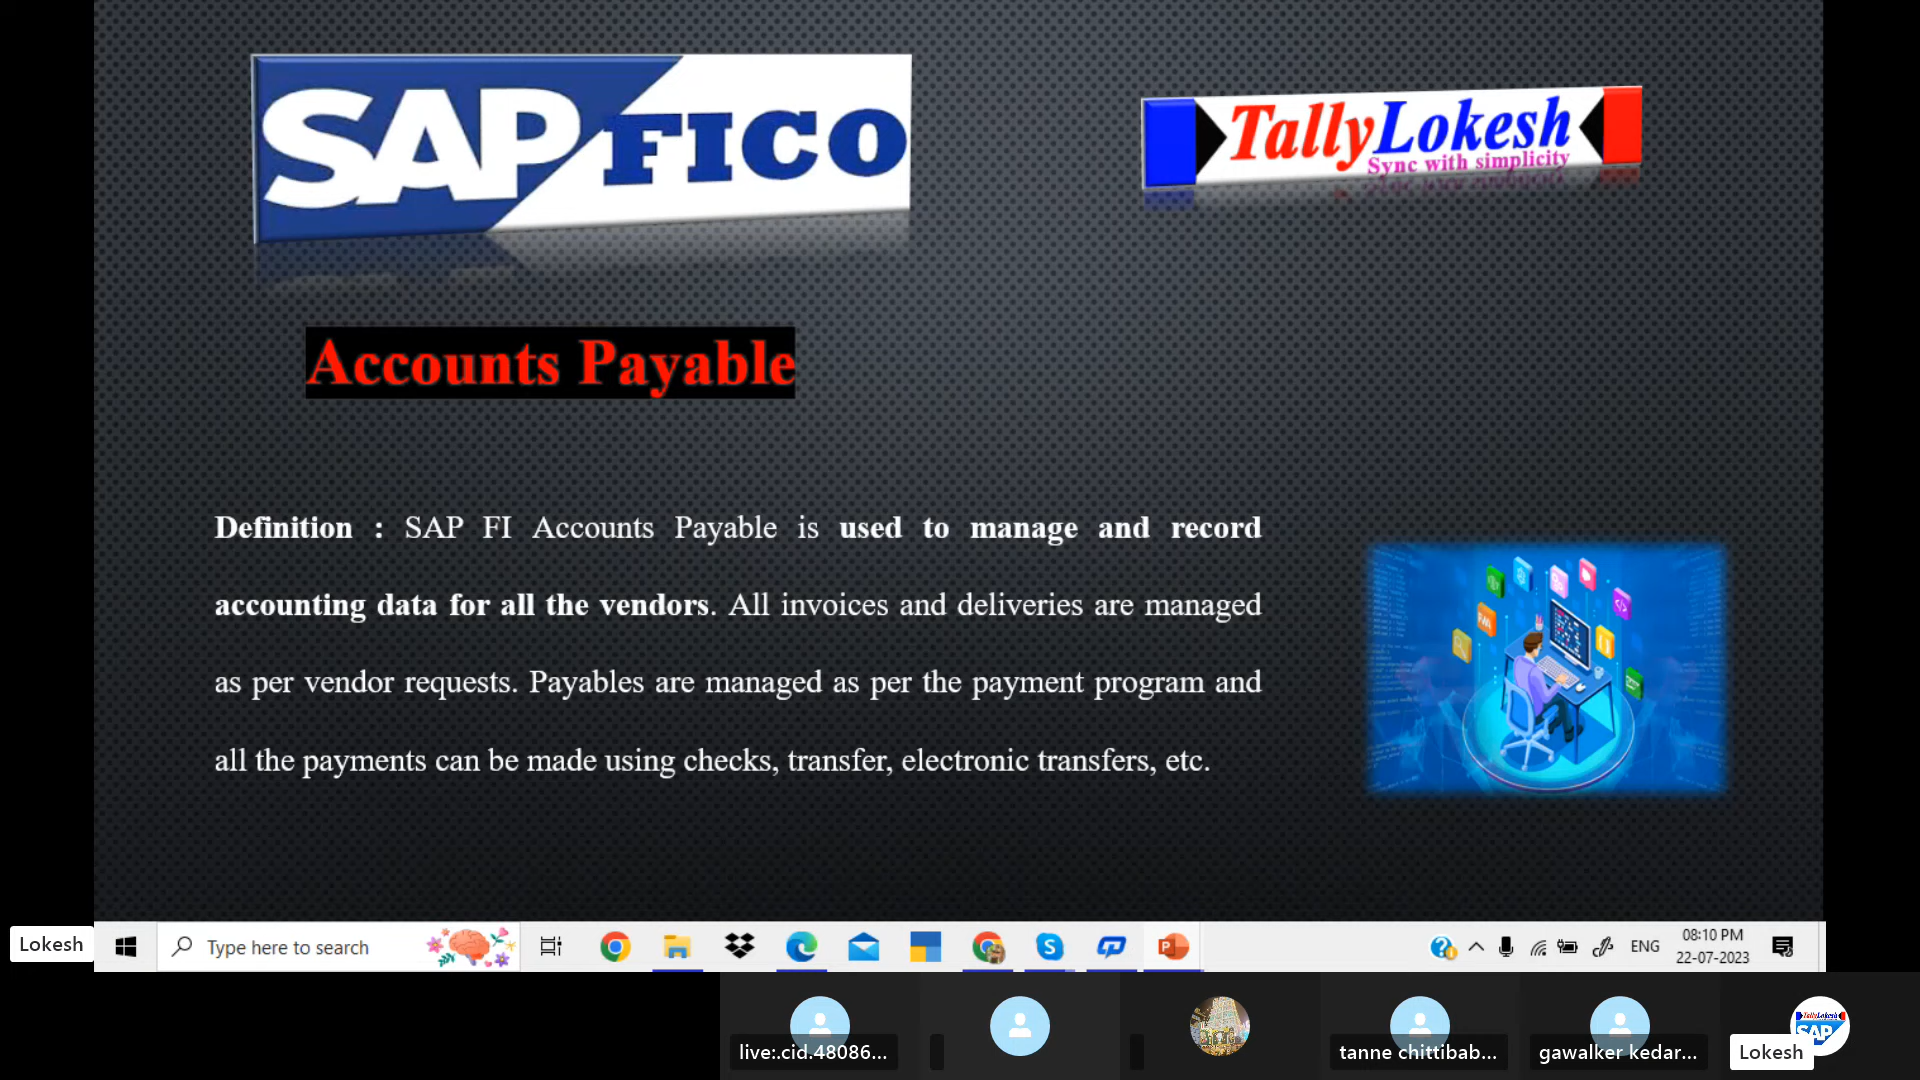 SAP FICO
TallyLokesh
Sync with simplicity
Accounts Payable
Definition : SAP FI Accounts Payable is used to manage and record
accounting data for all the vendors. All invoices and deliveries are managed
as per vendor requests. Payables are managed as per the payment program and
all the payments can be made using checks, transfer, electronic transfers, etc.
Lokesh
Type here to search
ENG
08:10 PM
22-07-2023
live:.cid.48086...
tanne chittibab...
gawalker kedar...
TallyLokesh
SAP
Lokesh